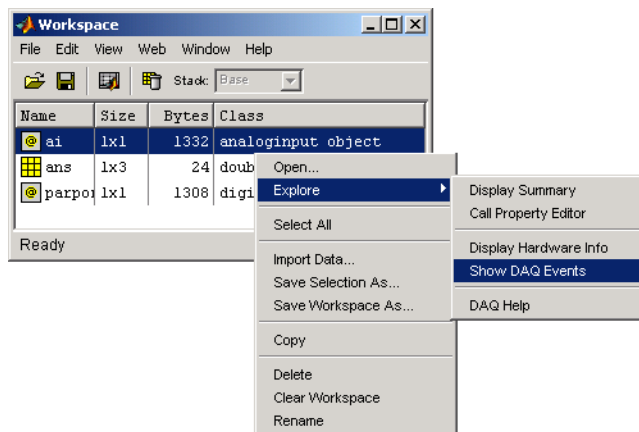 Workspace
File Edit View Web Window Help
Stack: Base
Name Size Bytes Class
ai 1x1 1332 analoginput object
ans 1x3 24 doub
parpor 1x1 1308 digi
Ready
Open...
Explore
Select All
Import Data...
Save Selection As...
Save Workspace As...
Copy
Delete
Clear Workspace
Rename
Display Summary
Call Property Editor
Display Hardware Info
Show DAQ Events
DAQ Help